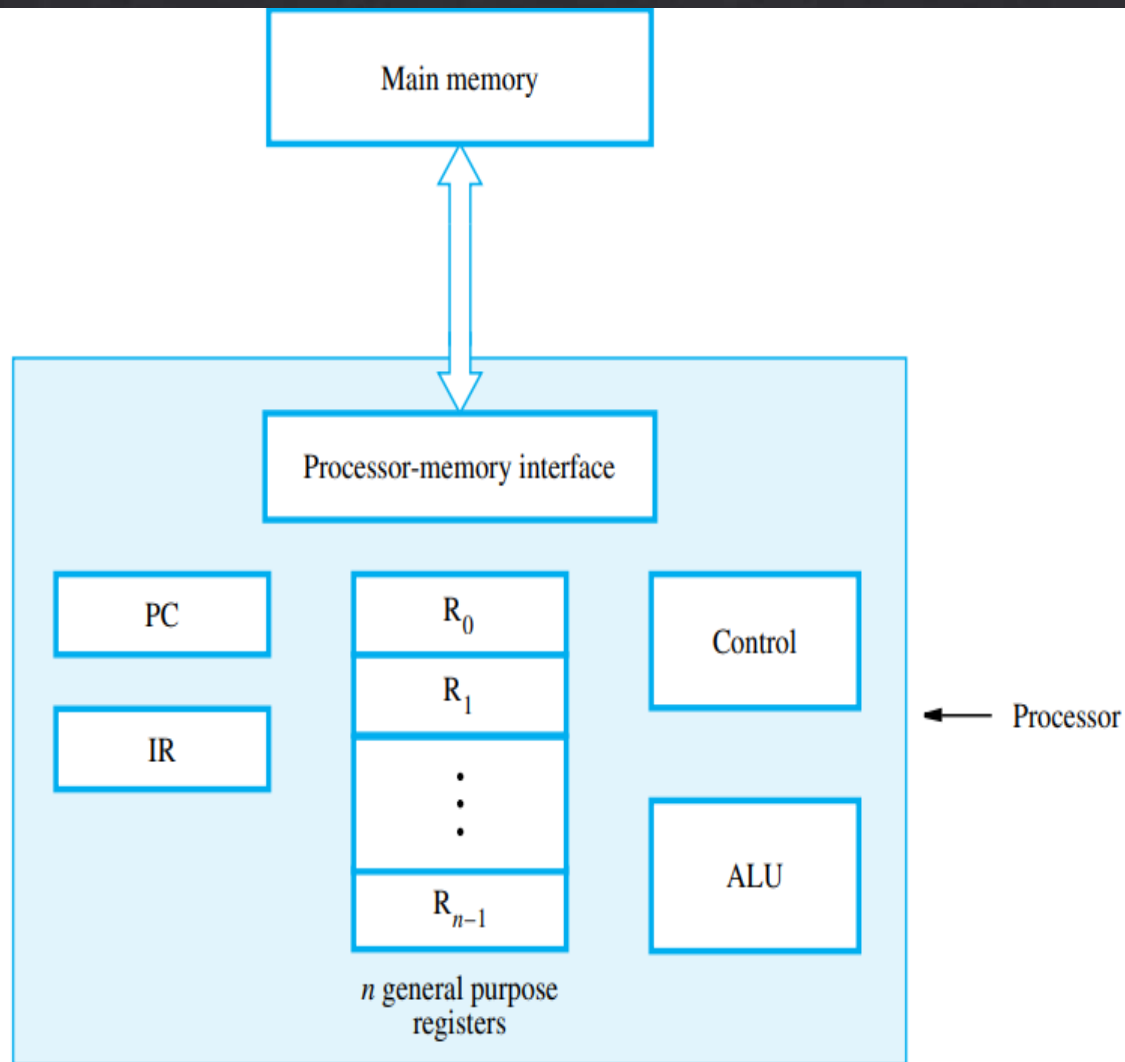 Main memory
Processor-memory interface
PC
IR
R0
R1
Rn–1
n general purpose
registers
Control
ALU
Processor